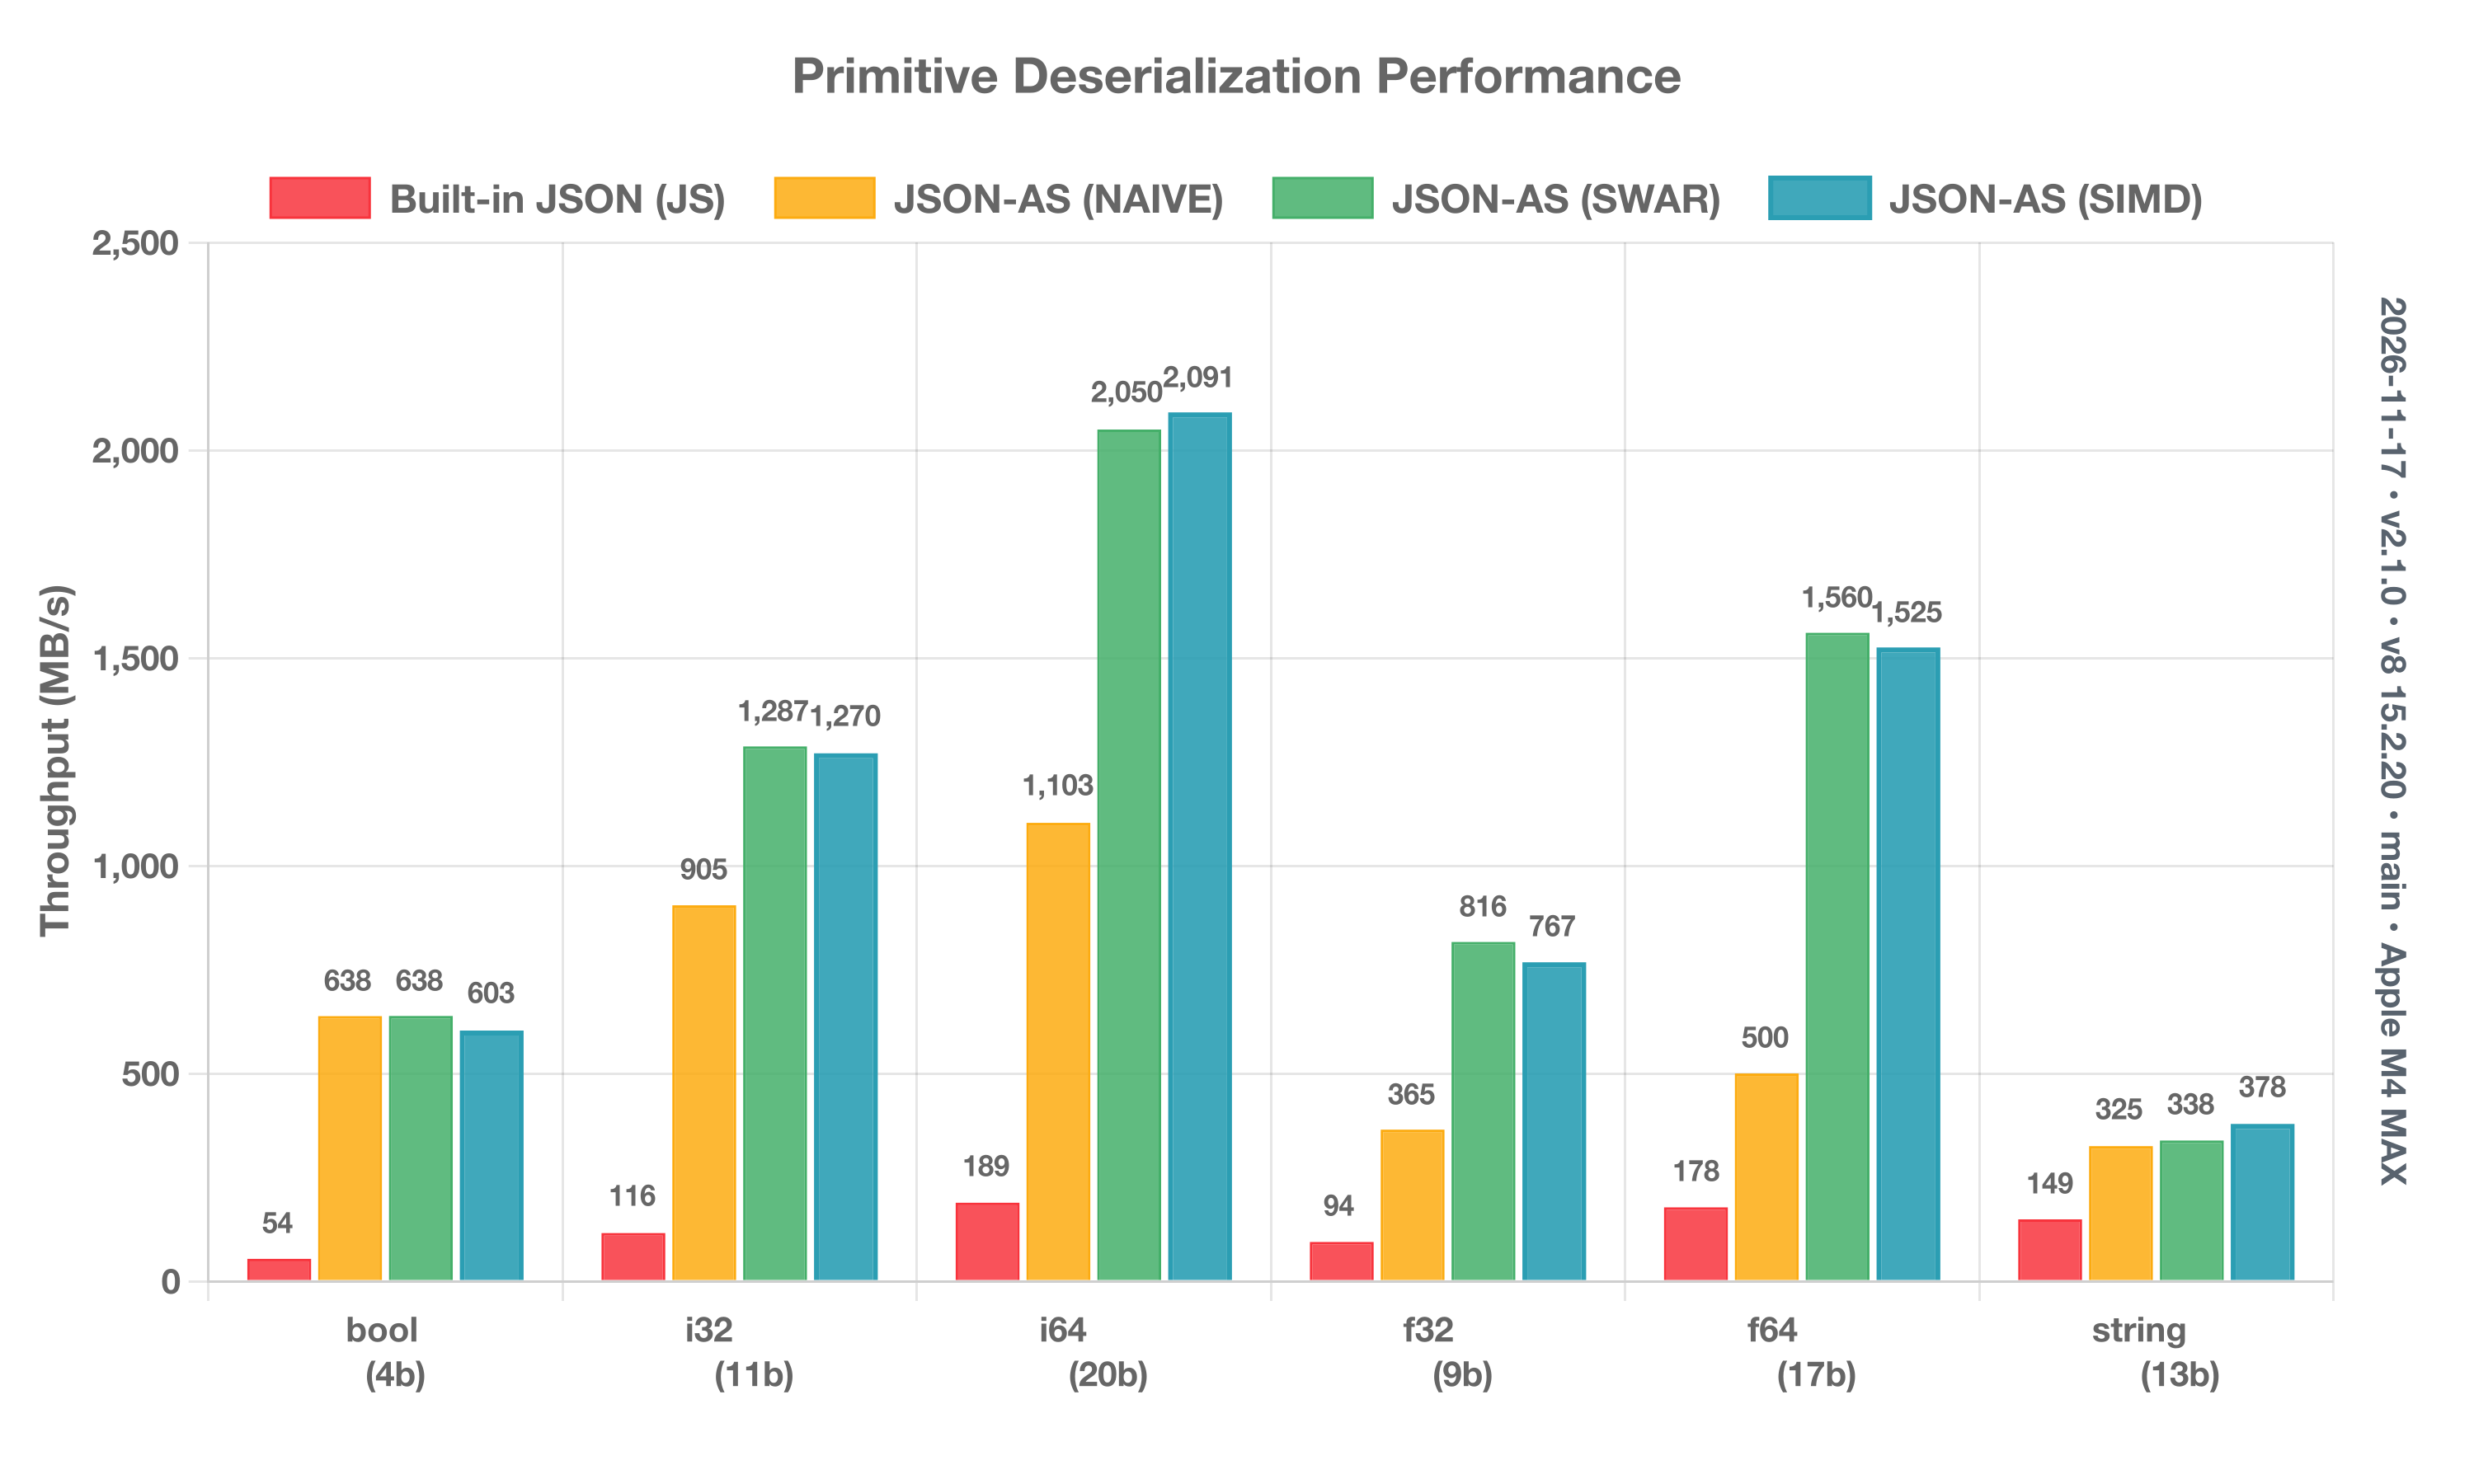 Primitive Deserialization Performance
Built-in JSON (JS) JSON-AS (NAIVE) JSON-AS (SWAR) JSON-AS (SIMD)
Throughput (MB/s)
2,500
2,000
1,500
1,000
500
0
54 638 638 603
116 905 1,287 1,270
189 1,103 2,050 2,091
94 365 816 767
178 500 1,560 1,525
149 325 338 378
bool
(4b)
i32
(11b)
i64
(20b)
f32
(9b)
f64
(17b)
string
(13b)
2026-11-17 • v2.1.0 • v8 15.2.20 • main • Apple M4 MAX